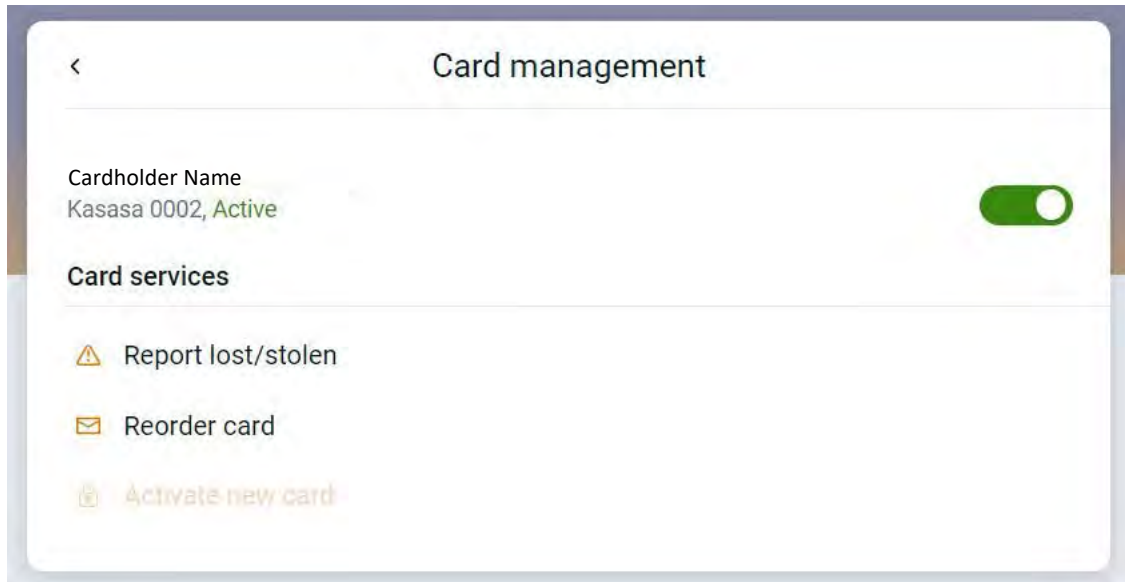 Card management
Cardholder Name
Kasasa 0002, Active
Card services
Report lost/stolen
Reorder card
Activate new card